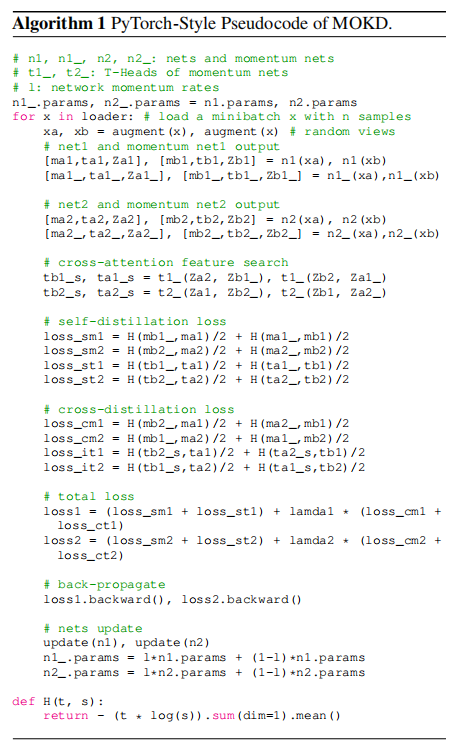 Algorithm 1 PyTorch-Style Pseudocode of MOKD.
# n1, n1_, n2, n2_: nets and momentum nets
# t1_, t2_: T-Heads of momentum nets
# l: network momentum rates
n1_.params, n2_.params = n1.params, n2.params
for x in loader: # load a minibatch x with n samples
xa, xb = augment(x), augment(x) # random views
# net1 and momentum net1 output
[ma1,ta1,Za1], [mb1,tb1,Zb1] = n1(xa), n1(xb)
[ma1_,ta1_,Za1_], [mb1_,tb1_,Zb1_] = n1_(xa),n1_(xb)
# net2 and momentum net2 output
[ma2,ta2,Za2], [mb2,tb2,Zb2] = n2(xa), n2(xb)
[ma2_,ta2_,Za2_], [mb2_,tb2_,Zb2_] = n2_(xa),n2_(xb)
# cross-attention feature search
tb1_s, ta1_s = t1_(Za2, Zb1_), t1_(Zb2, Za1_)
tb2_s, ta2_s = t2_(Za1, Zb2_), t2_(Zb1, Za2_)
# self-distillation loss
loss_sm1 = H(mb1_,ma1)/2 + H(ma1_,mb1)/2
loss_sm2 = H(mb2_,ma2)/2 + H(ma2_,mb2)/2
loss_st1 = H(tb1_,ta1)/2 + H(ta1_,tb1)/2
loss_st2 = H(tb2_,ta2)/2 + H(ta2_,tb2)/2
# cross-distillation loss
loss_cm1 = H(mb2_,ma1)/2 + H(ma2_,mb1)/2
loss_cm2 = H(mb1_,ma2)/2 + H(ma1_,mb2)/2
loss_it1 = H(tb2_s,ta1)/2 + H(ta2_s,tb1)/2
loss_it2 = H(tb1_s,ta2)/2 + H(ta1_s,tb2)/2
# total loss
loss1 = (loss_sm1 + loss_st1) + lamda1 * (loss_cm1 +
loss_ct1)
loss2 = (loss_sm2 + loss_st2) + lamda2 * (loss_cm2 +
loss_ct2)
# back-propagate
loss1.backward(), loss2.backward()
# nets update
update(n1), update(n2)
n1_.params = l*n1.params + (1-l)*n1.params
n2_.params = l*n2.params + (1-l)*n2.params
def H(t, s):
return - (t * log(s)).sum(dim=1).mean()